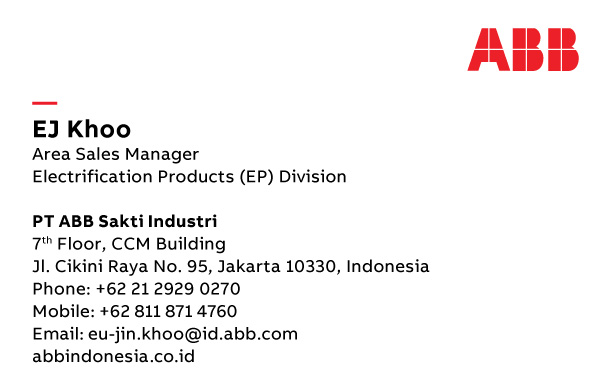 ABB
EJ Khoo
Area Sales Manager
Electrification Products (EP) Division
PT ABB Sakti Industri
7th Floor, CCM Building
Jl. Cikini Raya No. 95, Jakarta 10330, Indonesia
Phone: +62 21 2929 0270
Mobile: +62 811 871 4760
Email: eu-jin.khoo@id.abb.com
abbindonesia.co.id